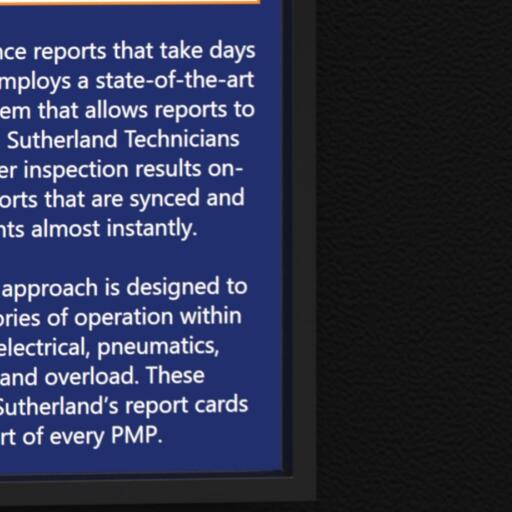 nce reports that take days
mploys a state-of-the-art
em that allows reports to
Sutherland Technicians
er inspection results on-
orts that are synced and
nts almost instantly.
approach is designed to
ories of operation within
electrical, pneumatics,
and overload. These
Sutherland's report cards
rt of every PMP.